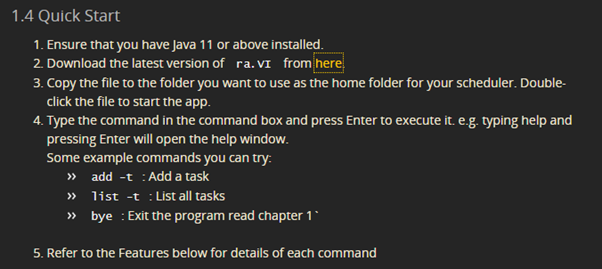 1.4 Quick Start
1. Ensure that you have Java 11 or above installed.
2. Download the latest version of ra.VI from here.
3. Copy the file to the folder you want to use as the home folder for your scheduler. Double-
click the file to start the app.
4. Type the command in the command box and press Enter to execute it. e.g. typing help and
pressing Enter will open the help window.
Some example commands you can try:
» add -t : Add a task
» list -t : List all tasks
» bye : Exit the program read chapter 1`
5. Refer to the Features below for details of each command